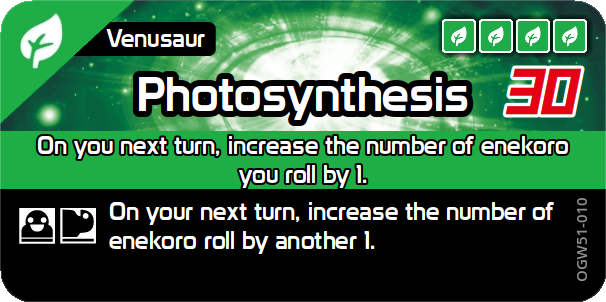 Venusaur
Photosynthesis 30
On you next turn, increase the number of enekoro
you roll by 1.
On your next turn, increase the number of
enekoro roll by another 1.
OGW51-010